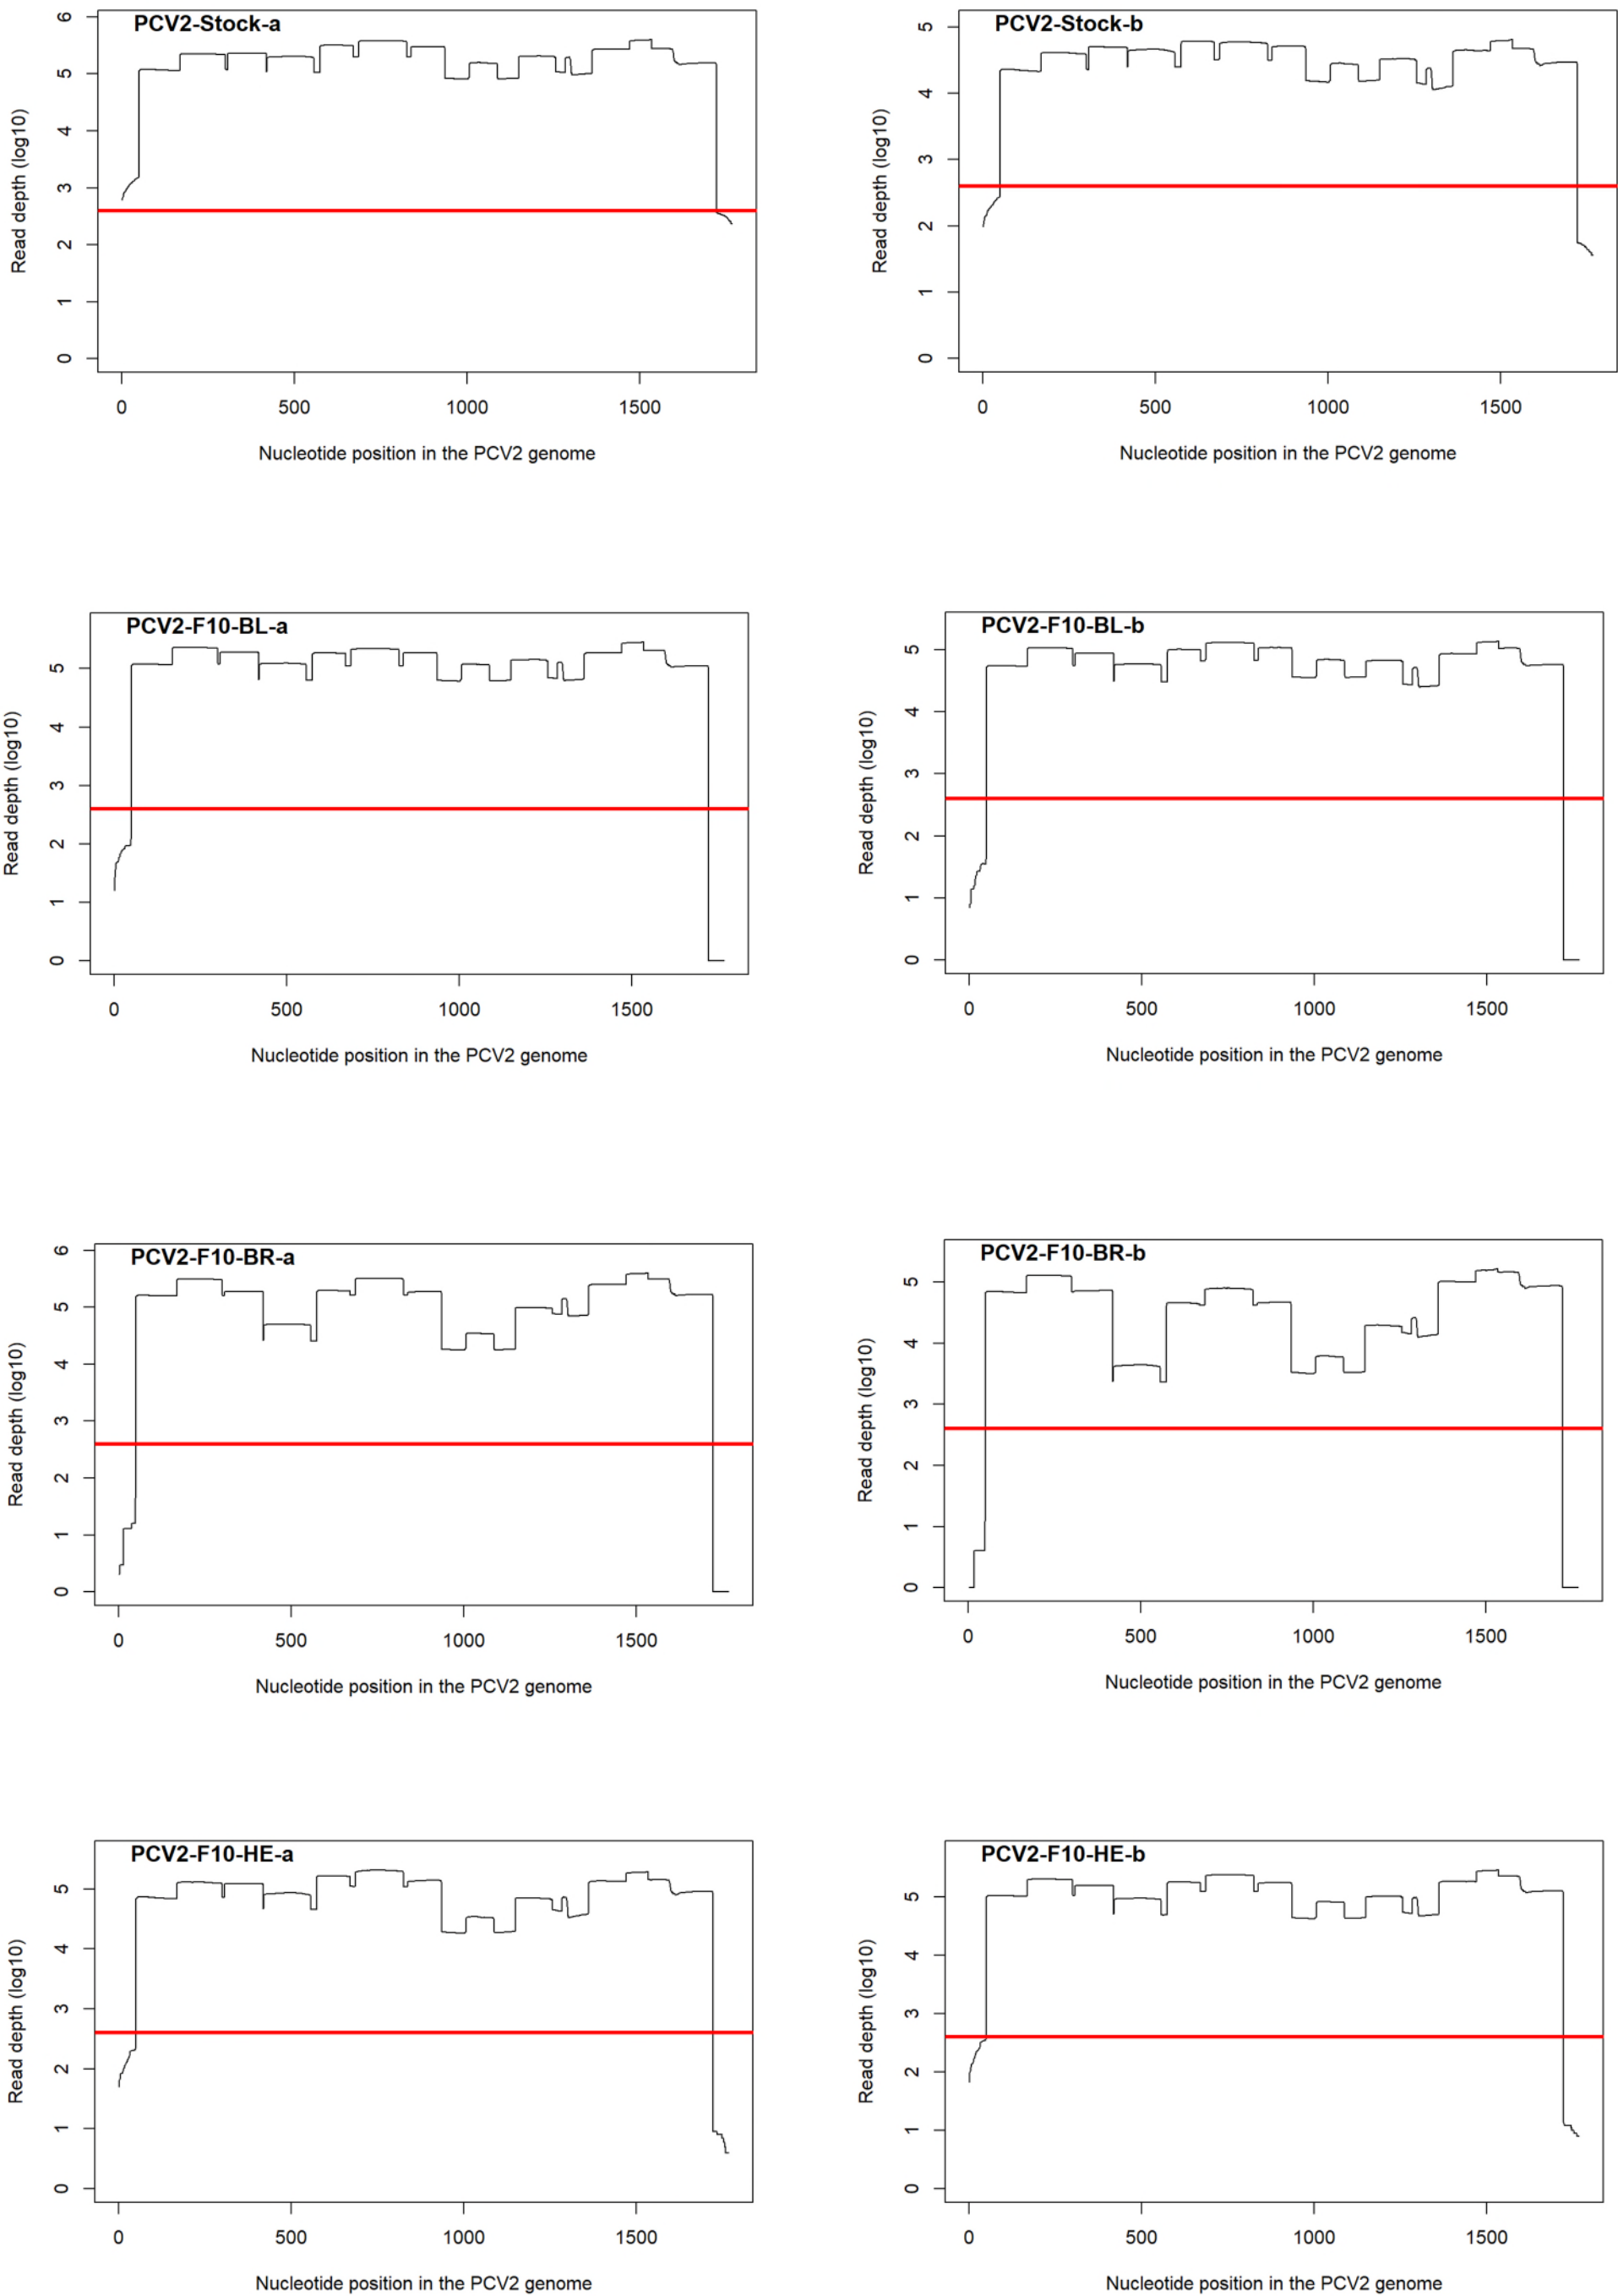 PCV2-Stock-a
Read depth (log10)
6
5
4
3
2
1
0
0 500 1000 1500
Nucleotide position in the PCV2 genome
PCV2-Stock-b
Read depth (log10)
5
4
3
2
1
0
0 500 1000 1500
Nucleotide position in the PCV2 genome
PCV2-F10-BL-a
Read depth (log10)
5
4
3
2
1
0
0 500 1000 1500
Nucleotide position in the PCV2 genome
PCV2-F10-BL-b
Read depth (log10)
5
4
3
2
1
0
0 500 1000 1500
Nucleotide position in the PCV2 genome
PCV2-F10-BR-a
Read depth (log10)
6
5
4
3
2
1
0
0 500 1000 1500
Nucleotide position in the PCV2 genome
PCV2-F10-BR-b
Read depth (log10)
5
4
3
2
1
0
0 500 1000 1500
Nucleotide position in the PCV2 genome
PCV2-F10-HE-a
Read depth (log10)
5
4
3
2
1
0
0 500 1000 1500
Nucleotide position in the PCV2 genome
PCV2-F10-HE-b
Read depth (log10)
5
4
3
2
1
0
0 500 1000 1500
Nucleotide position in the PCV2 genome